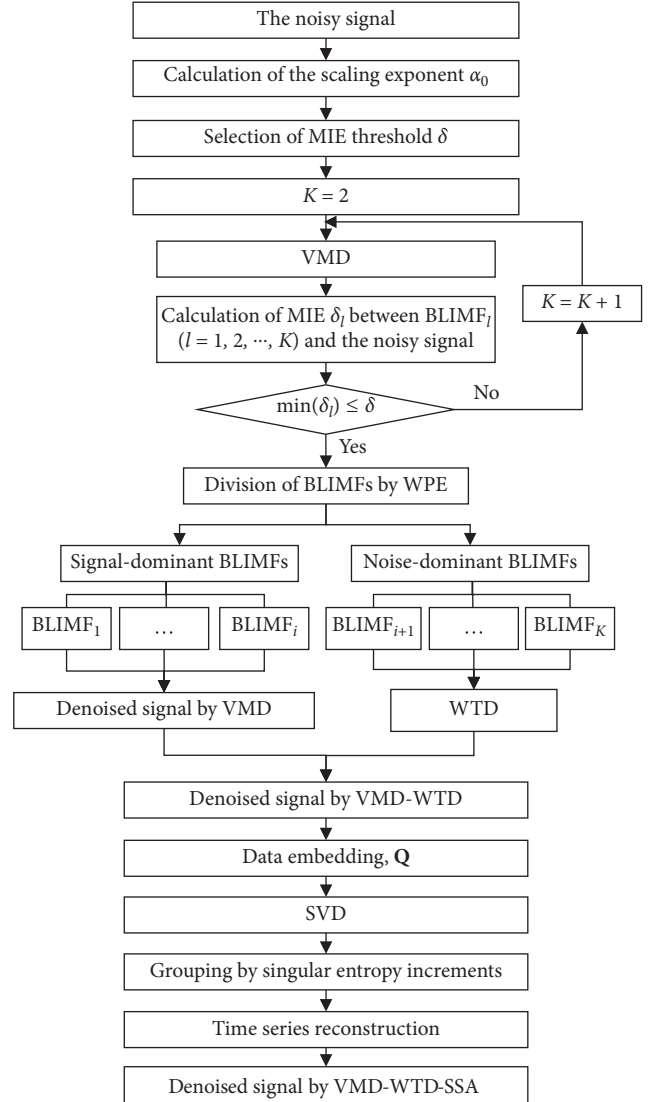 The noisy signal
Calculation of the scaling exponent α₀
Selection of MIE threshold δ
K = 2
VMD
Calculation of MIE δₗ between BLIMFₗ
(l = 1, 2, ···, K) and the noisy signal
K = K + 1
min(δₗ) ≤ δ
No
Yes
Division of BLIMFs by WPE
Signal-dominant BLIMFs
Noise-dominant BLIMFs
BLIMF₁
...
BLIMFᵢ
BLIMFᵢ₊₁
...
BLIMF_K
Denoised signal by VMD
WTD
Denoised signal by VMD-WTD
Data embedding, Q
SVD
Grouping by singular entropy increments
Time series reconstruction
Denoised signal by VMD-WTD-SSA